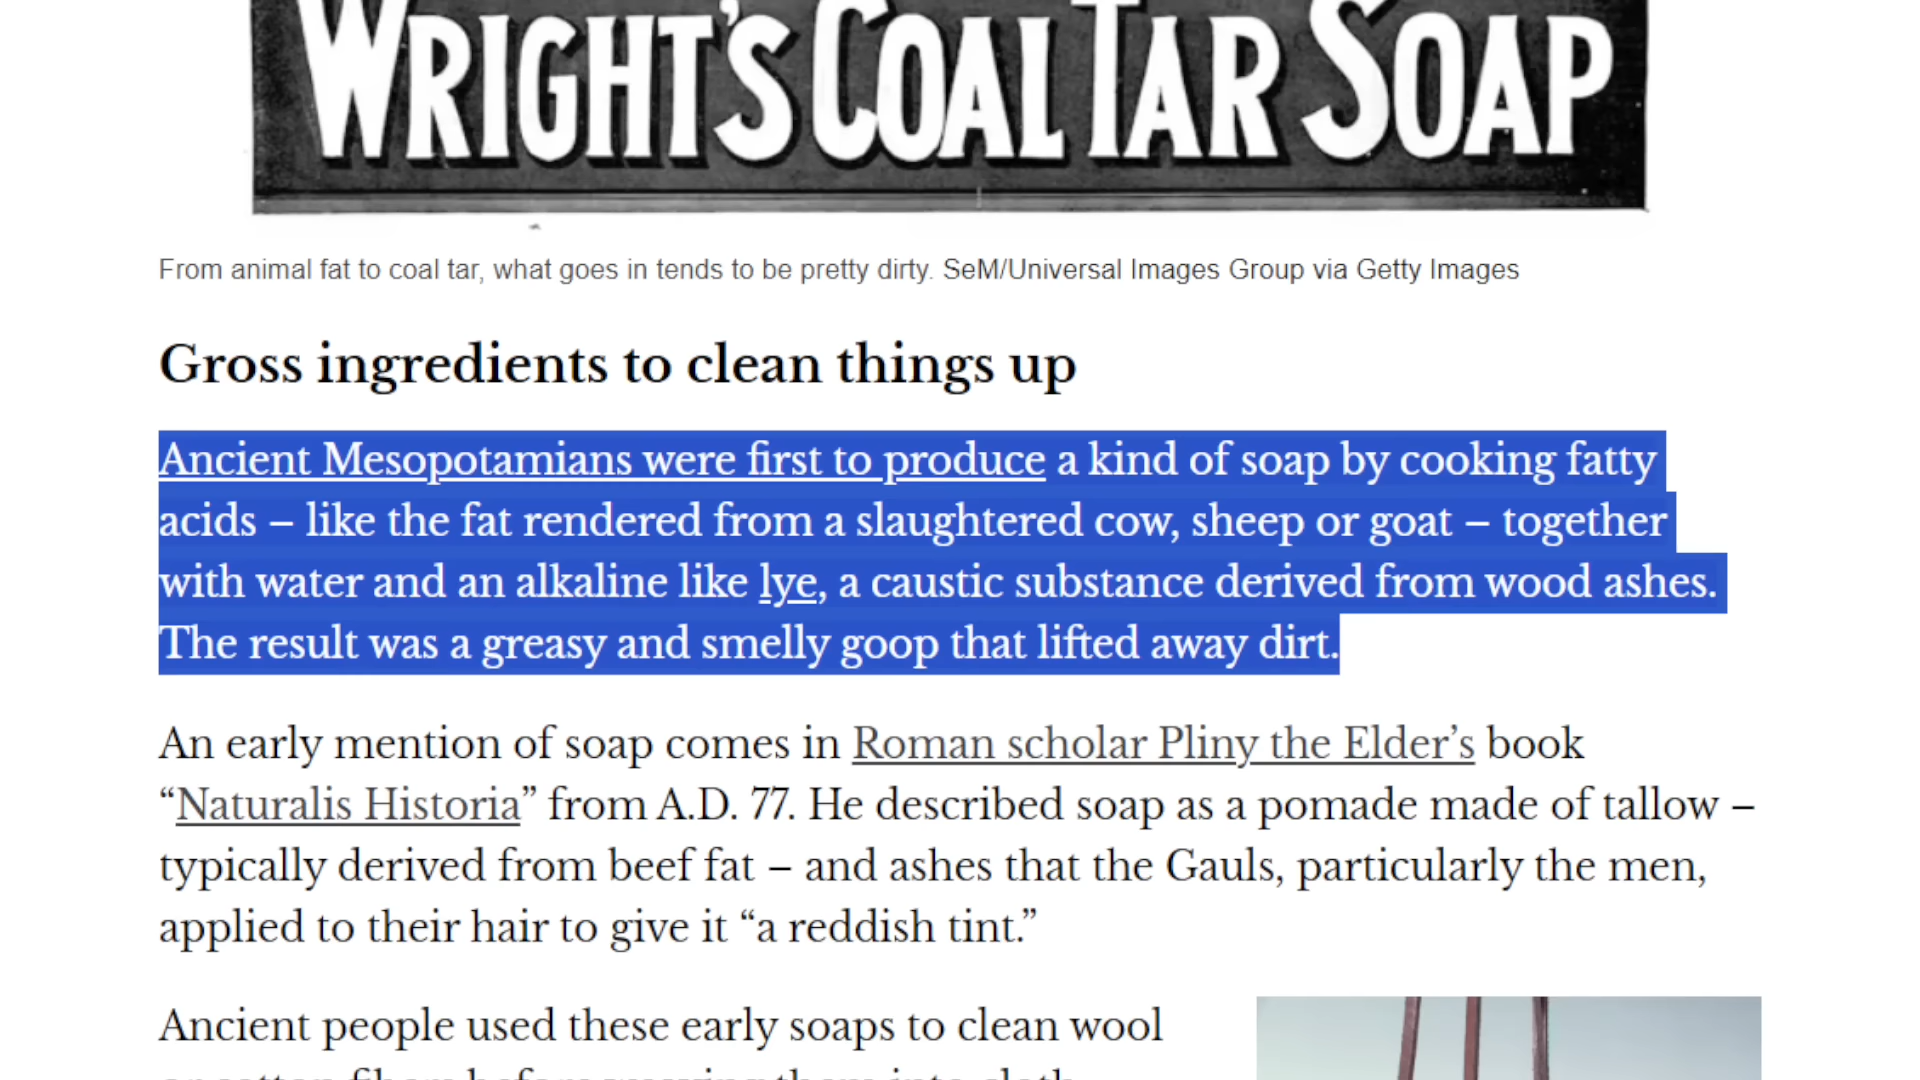 WRIGHT'S COAL TAR SOAP
From animal fat to coal tar, what goes in tends to be pretty dirty. SeM/Universal Images Group via Getty Images
Gross ingredients to clean things up
Ancient Mesopotamians were first to produce a kind of soap by cooking fatty
acids – like the fat rendered from a slaughtered cow, sheep or goat – together
with water and an alkaline like lye, a caustic substance derived from wood ashes.
The result was a greasy and smelly goop that lifted away dirt.
An early mention of soap comes in Roman scholar Pliny the Elder’s book
“Naturalis Historia” from A.D. 77. He described soap as a pomade made of tallow –
typically derived from beef fat – and ashes that the Gauls, particularly the men,
applied to their hair to give it “a reddish tint.”
Ancient people used these early soaps to clean wool